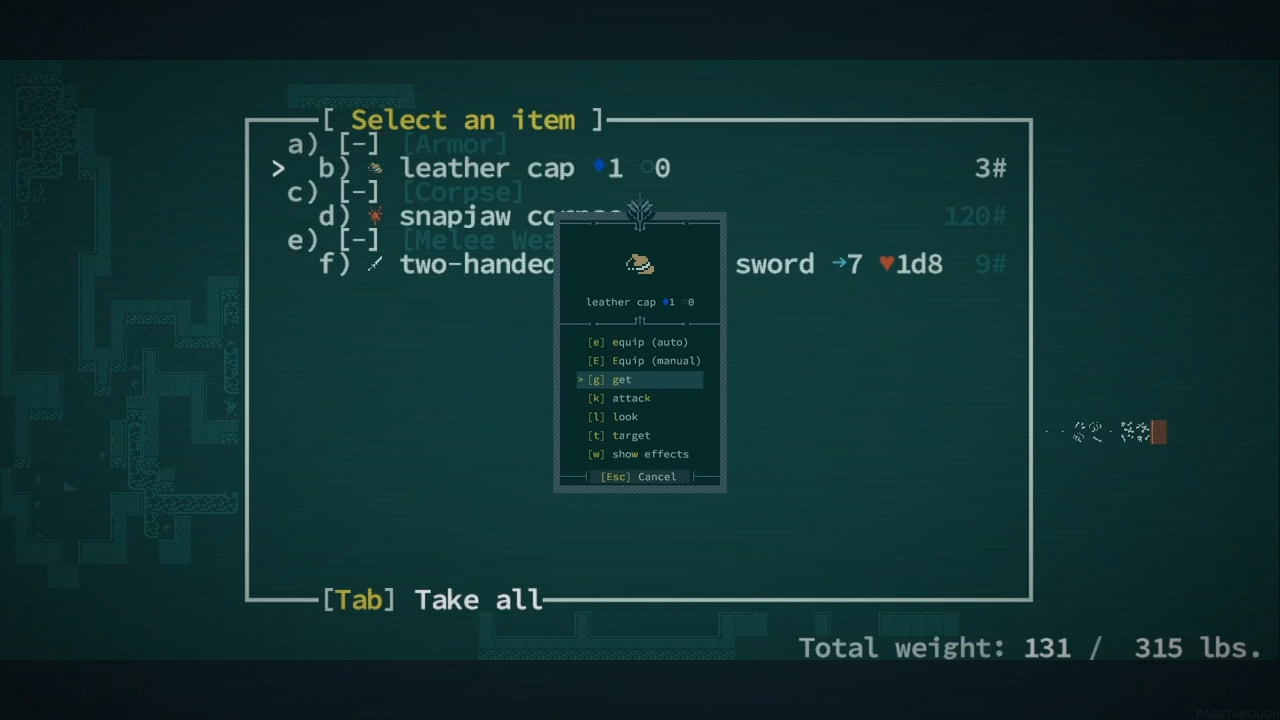 [ Select an item ]
a) [-] [Armor]
> b) leather cap ♦1 ○0 3#
c) [-] [Corpse]
d) snapjaw corpse 120#
e) [-] [Melee Wea
f) two-handed sword →7 ♥1d8 9#
leather cap ♦1 ○0
[e] equip (auto)
[E] Equip (manual)
> [g] get
[k] attack
[l] look
[t] target
[w] show effects
[Esc] Cancel
[Tab] Take all
Total weight: 131 / 315 lbs.